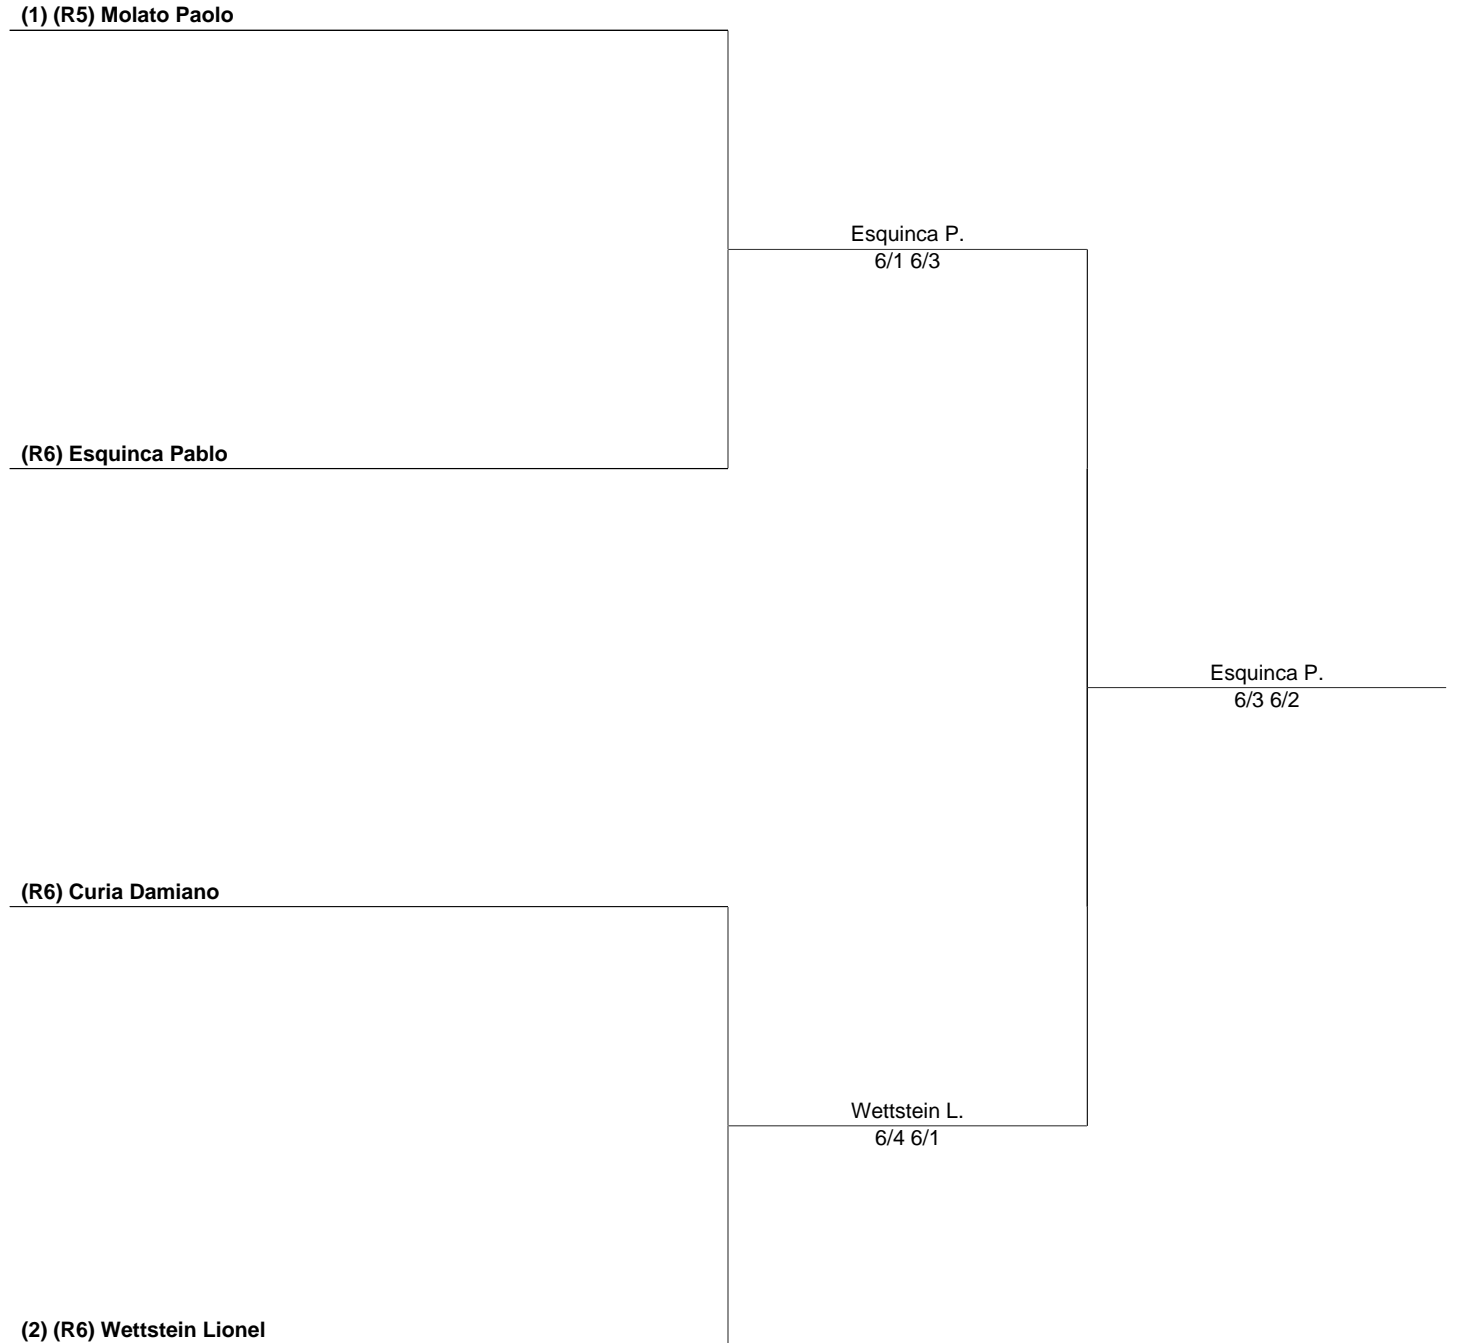 (1) (R5) Molato Paolo
Esquinca P.
6/1 6/3
(R6) Esquinca Pablo
Esquinca P.
6/3 6/2
(R6) Curia Damiano
Wettstein L.
6/4 6/1
(2) (R6) Wettstein Lionel